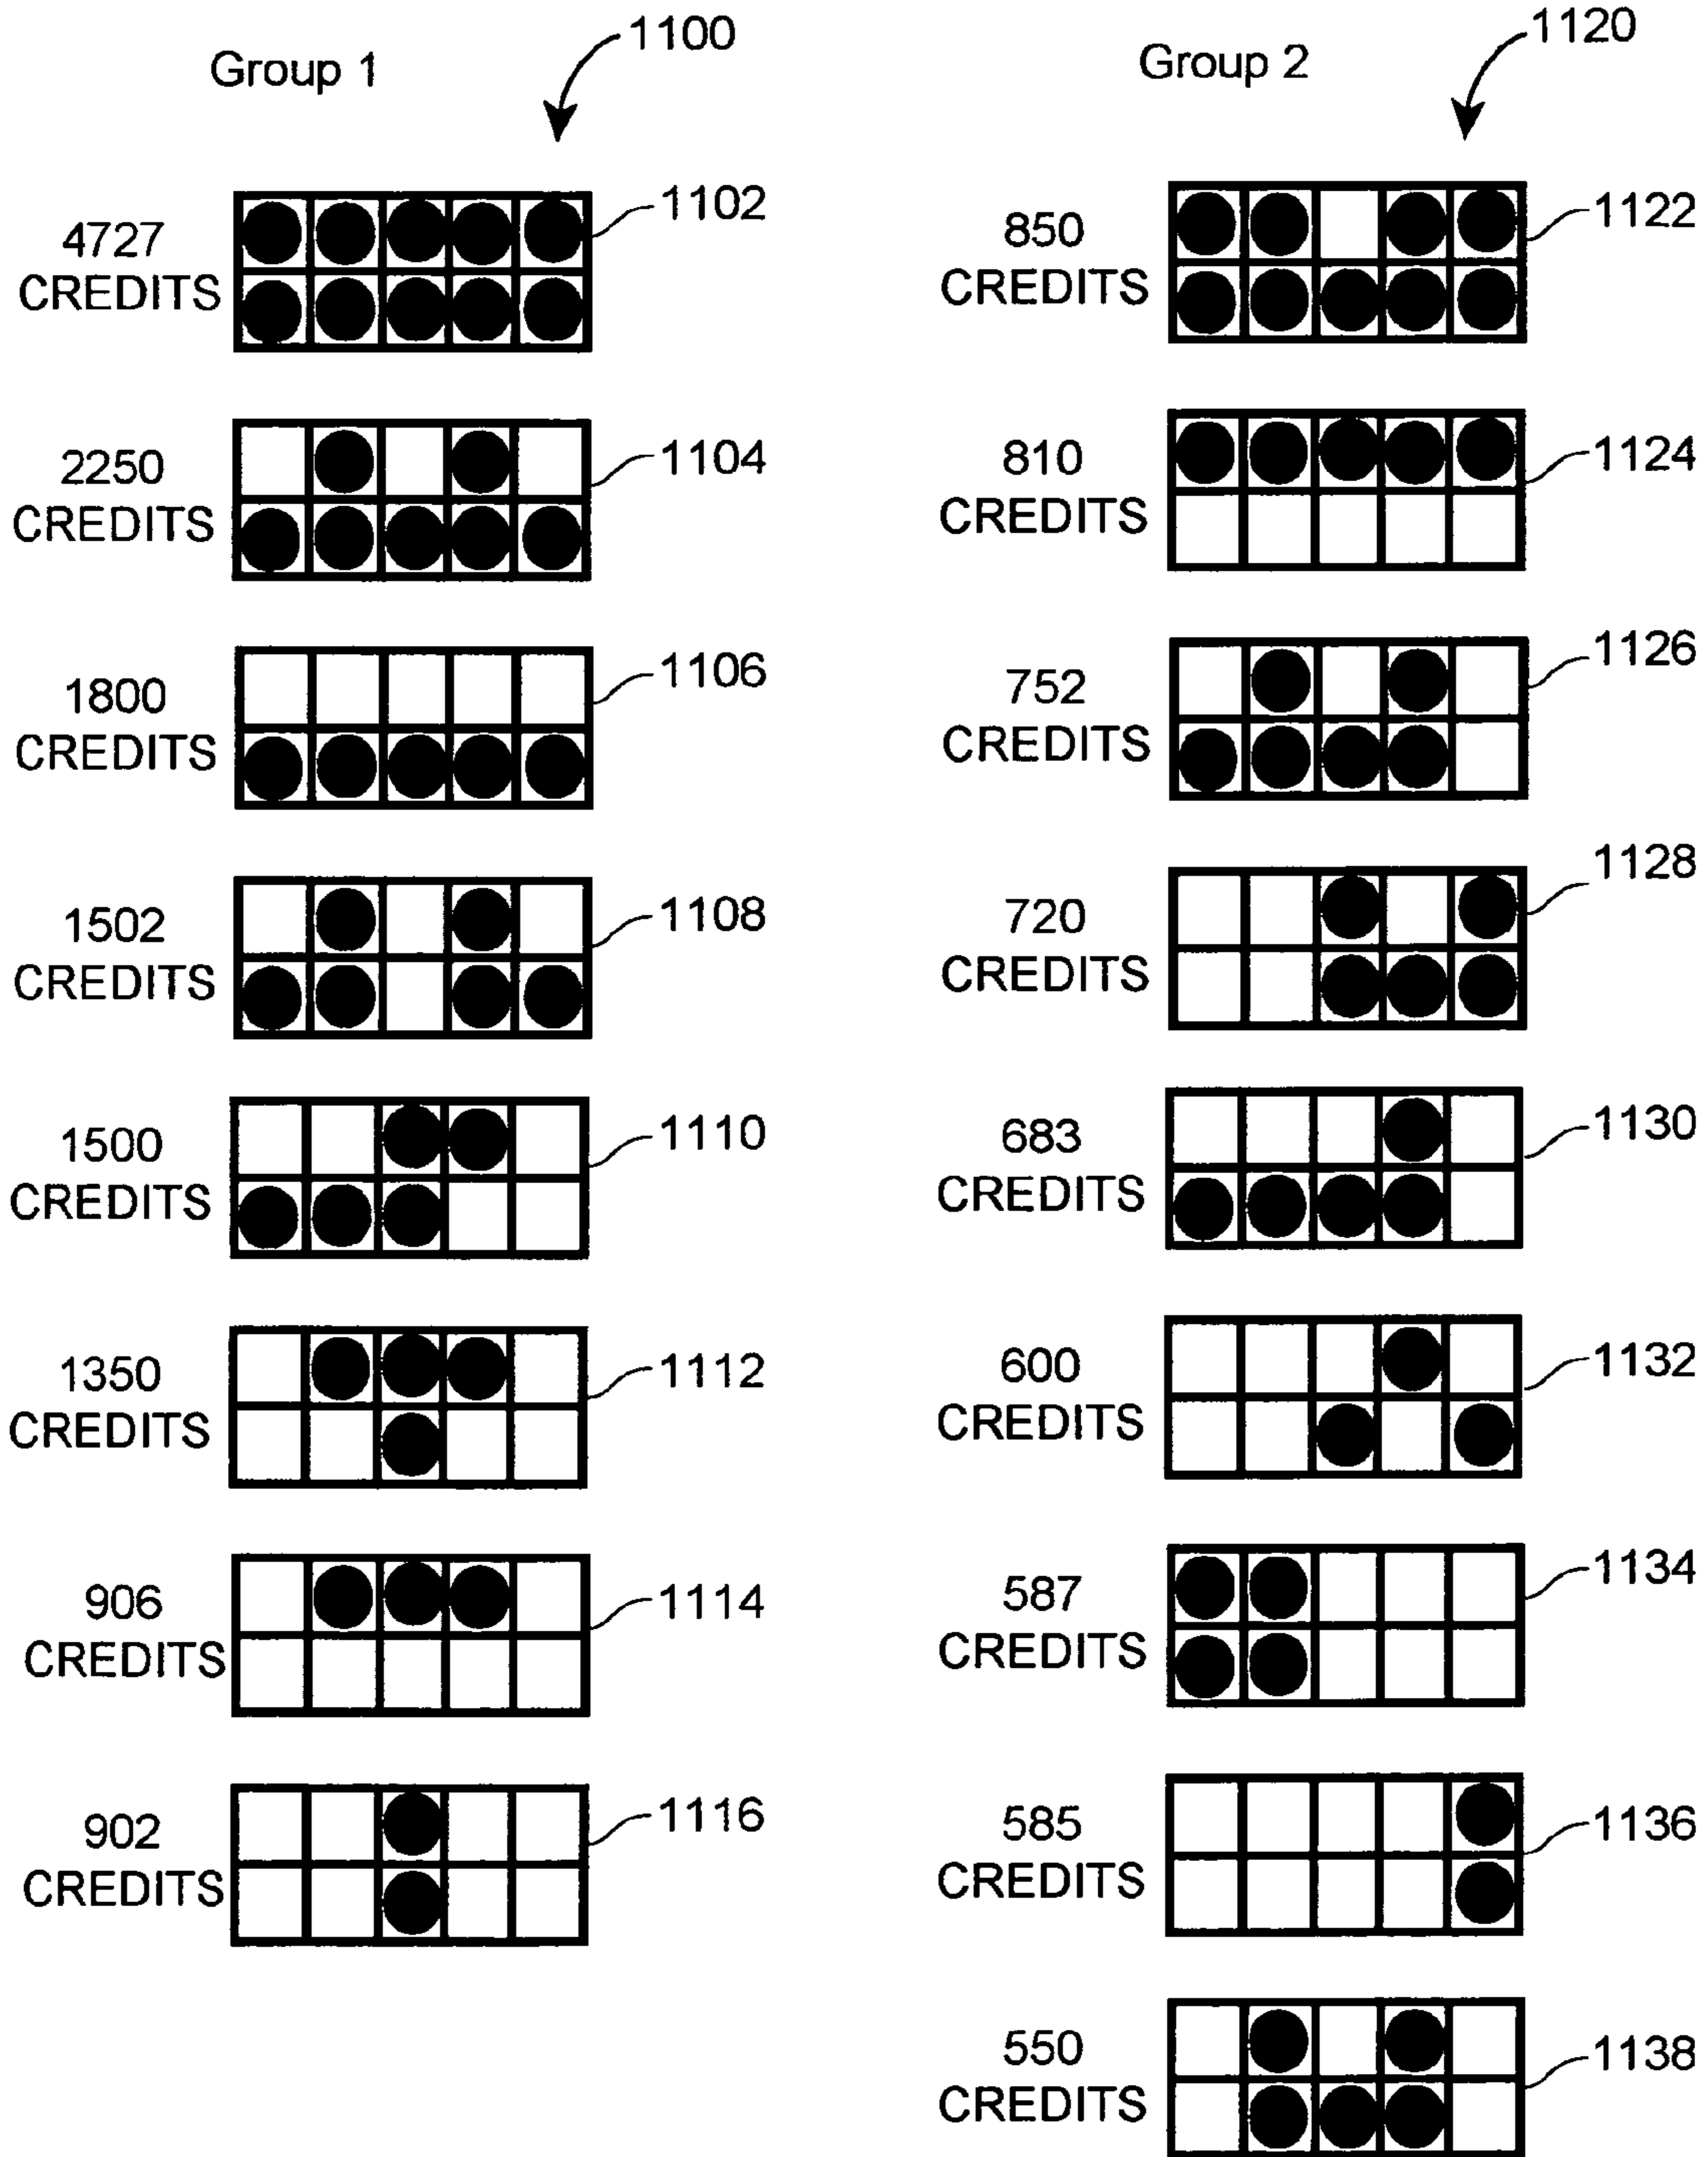 Group 1
1100
4727
CREDITS
1102
2250
CREDITS
1104
1800
CREDITS
1106
1502
CREDITS
1108
1500
CREDITS
1110
1350
CREDITS
1112
906
CREDITS
1114
902
CREDITS
1116
Group 2
1120
850
CREDITS
1122
810
CREDITS
1124
752
CREDITS
1126
720
CREDITS
1128
683
CREDITS
1130
600
CREDITS
1132
587
CREDITS
1134
585
CREDITS
1136
550
CREDITS
1138